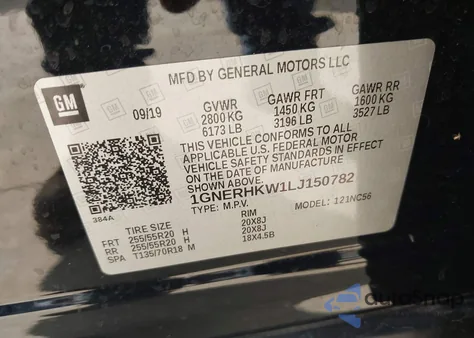 MFD BY GENERAL MOTORS LLC
GM
09/19
GVWR GAWR FRT GAWR RR
2800 KG 1450 KG 1600 KG
6173 LB 3196 LB 3527 LB
THIS VEHICLE CONFORMS TO ALL
APPLICABLE U.S. FEDERAL MOTOR
VEHICLE SAFETY STANDARDS IN EFFECT
ON THE DATE OF MANUFACTURE
SHOWN ABOVE.
1GNERHKW1LJ150782
TYPE: M.P.V. MODEL: 121NC56
384A
TIRE SIZE RIM
FRT 255/55R20 H 20X8J
RR 255/55R20 H 20X8J
SPA T135/70R18 M 18X4.5B
autoSnap